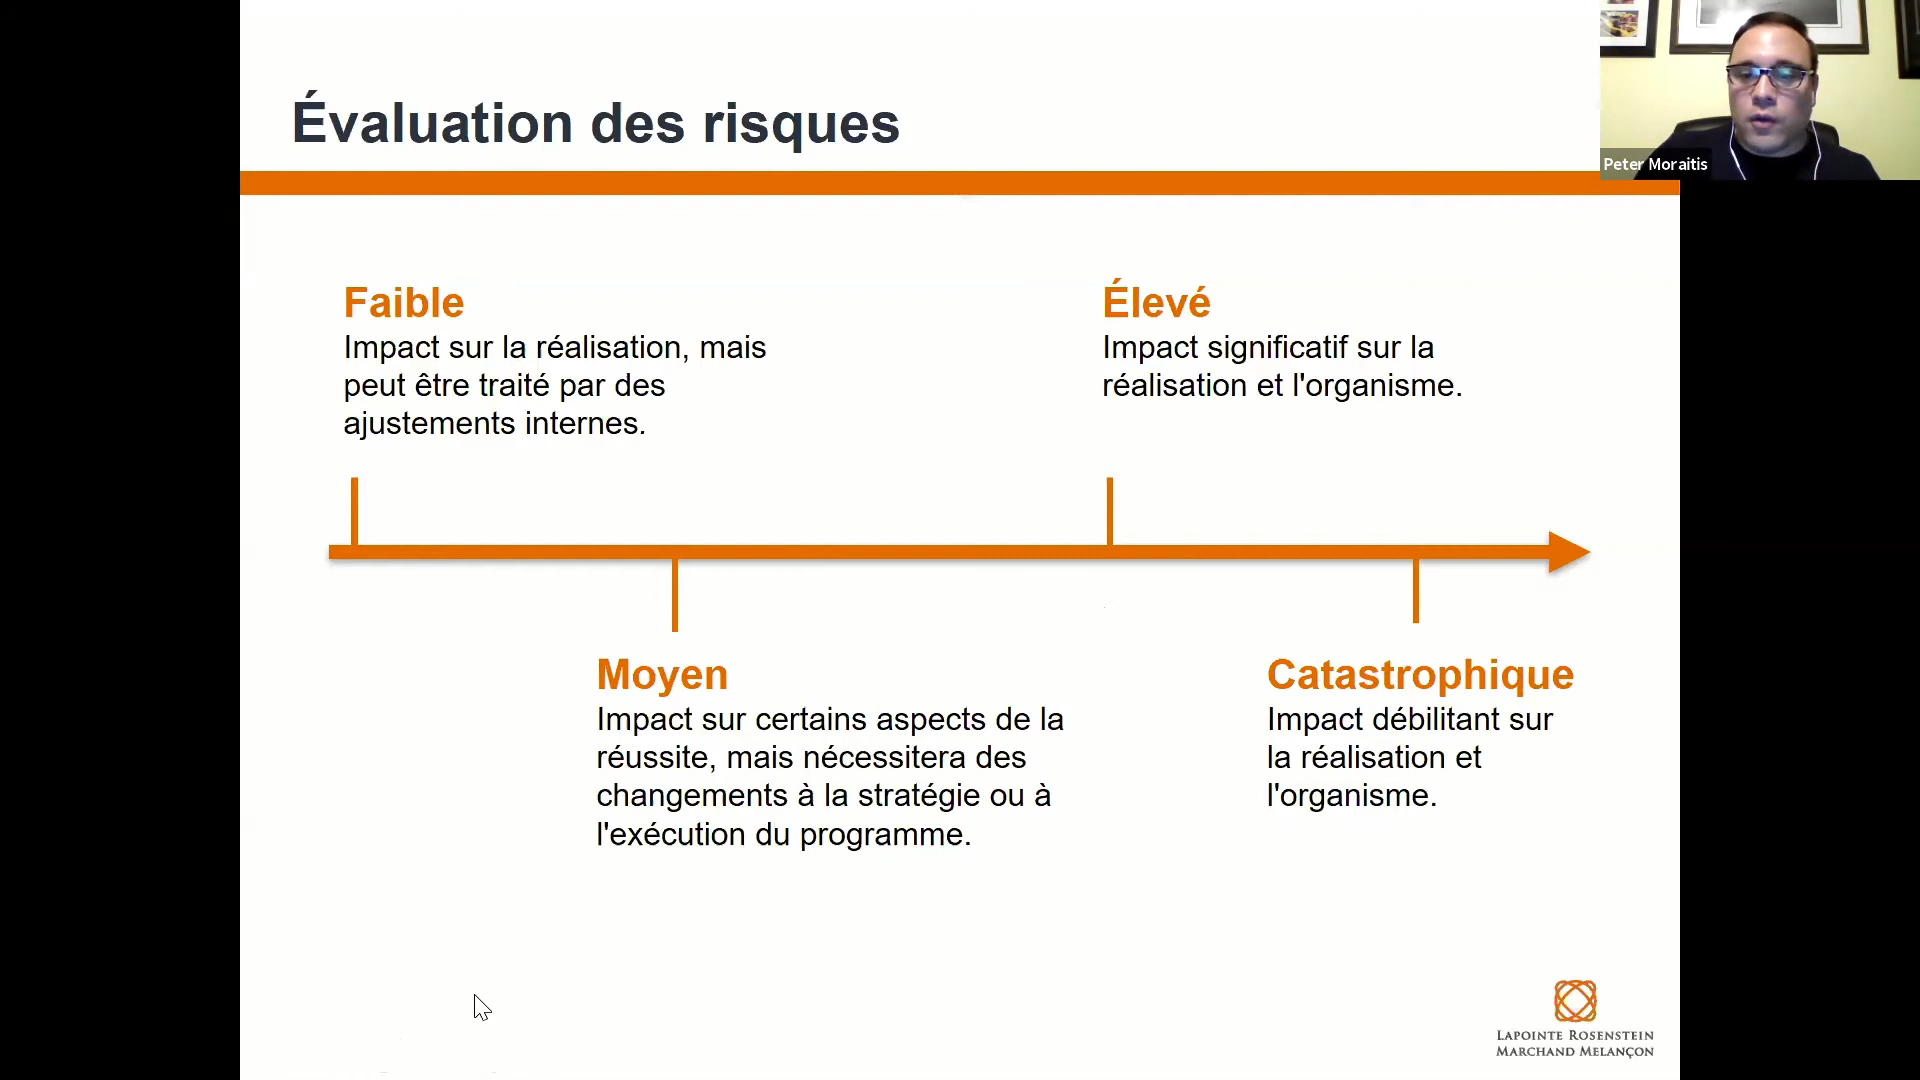 Évaluation des risques
Peter Moraitis
Faible
Impact sur la réalisation, mais
peut être traité par des
ajustements internes.
Élevé
Impact significatif sur la
réalisation et l'organisme.
Moyen
Impact sur certains aspects de la
réussite, mais nécessitera des
changements à la stratégie ou à
l'exécution du programme.
Catastrophique
Impact débilitant sur
la réalisation et
l'organisme.
LAPOINTE ROSENSTEIN
MARCHAND MELANÇON